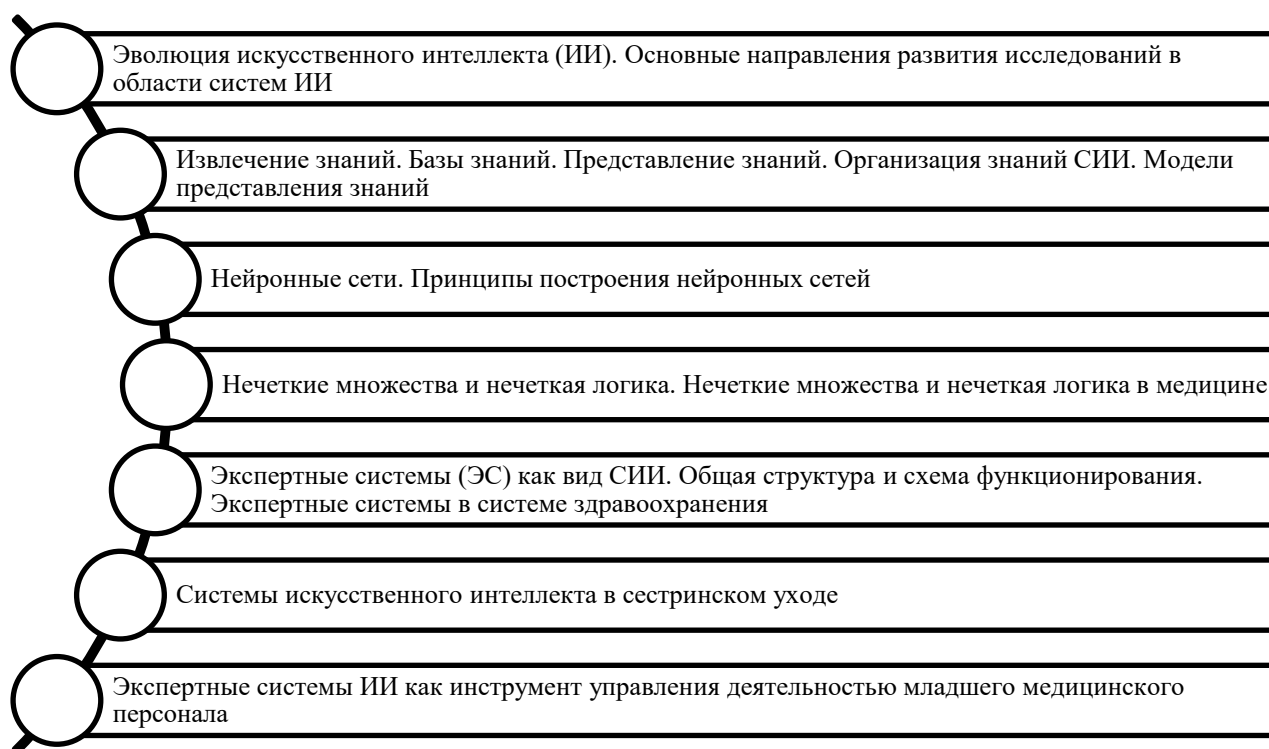 Эволюция искусственного интеллекта (ИИ). Основные направления развития исследований в
области систем ИИ
Извлечение знаний. Базы знаний. Представление знаний. Организация знаний СИИ. Модели
представления знаний
Нейронные сети. Принципы построения нейронных сетей
Нечеткие множества и нечеткая логика. Нечеткие множества и нечеткая логика в медицине
Экспертные системы (ЭС) как вид СИИ. Общая структура и схема функционирования.
Экспертные системы в системе здравоохранения
Системы искусственного интеллекта в сестринском уходе
Экспертные системы ИИ как инструмент управления деятельностью младшего медицинского
персонала